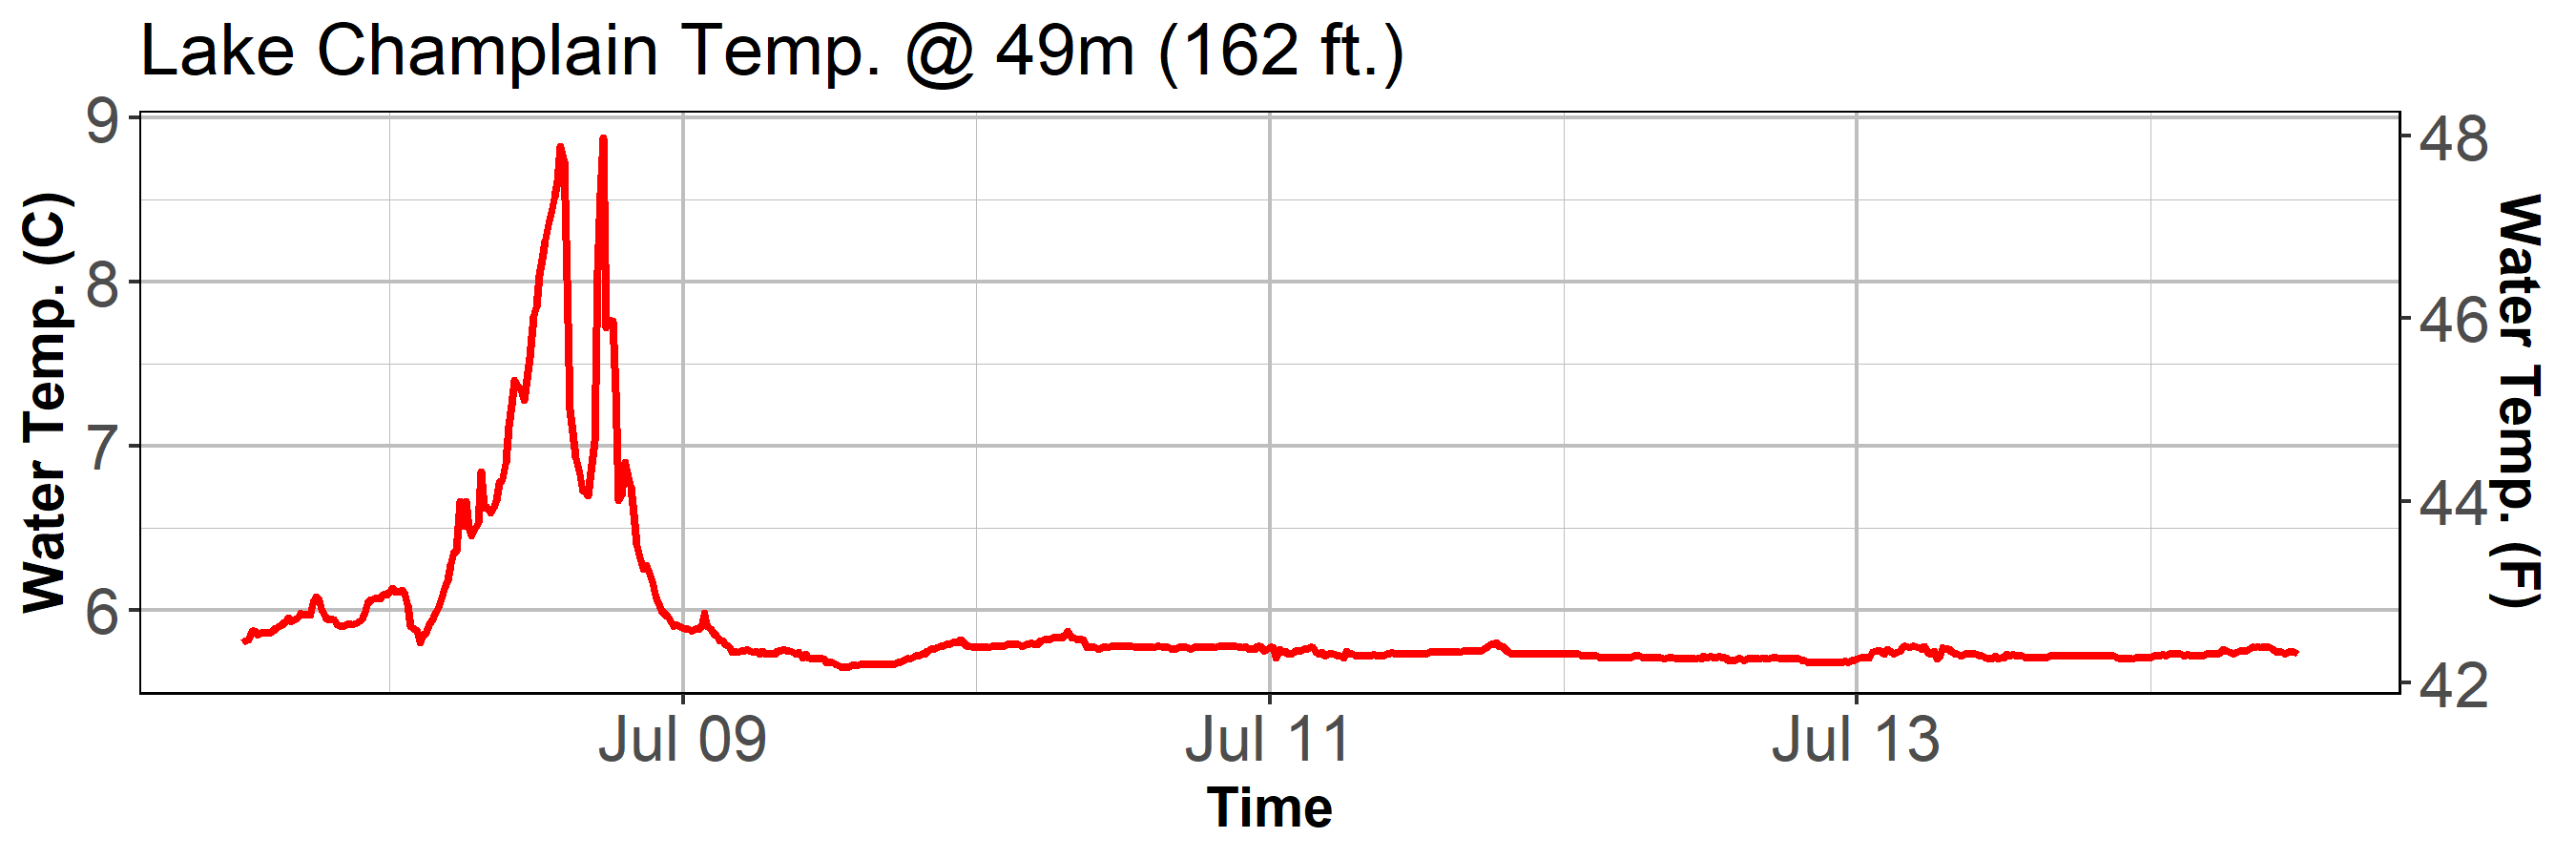 Lake Champlain Temp. @ 49m (162 ft.)
Water Temp. (C)
9
8
7
6
48
46
44
42
Water Temp. (F)
Jul 09
Jul 11
Jul 13
Time